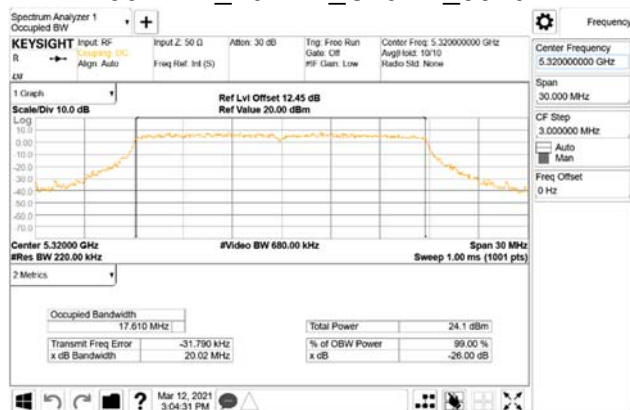 Spectrum Analyzer 1
Occupied BW
KEYSIGHT
R
Input: RF
Coupling: DC
Align: Auto
Input Z: 50 Ω
Freq Ref: Int (S)
Atten: 30 dB
Trig: Free Run
Gate: Off
#IF Gain: Low
Center Freq: 5.320000000 GHz
Avg|Hold: 10/10
Radio Std: None
1 Graph
Scale/Div 10.0 dB
Ref Lvl Offset 12.45 dB
Ref Value 20.00 dBm
Log
10.0
0.00
-10.0
-20.0
-30.0
-40.0
-50.0
-60.0
-70.0
Center 5.32000 GHz
#Res BW 220.00 kHz
#Video BW 680.00 kHz
Span 30 MHz
Sweep 1.00 ms (1001 pts)
2 Metrics
Occupied Bandwidth
17.610 MHz
Transmit Freq Error -31.790 kHz
x dB Bandwidth 20.02 MHz
Total Power 24.1 dBm
% of OBW Power 99.00 %
x dB -26.00 dB
Mar 12, 2021
3:04:31 PM
Frequency
Center Frequency
5.320000000 GHz
Span
30.000 MHz
CF Step
3.000000 MHz
Auto
Man
Freq Offset
0 Hz